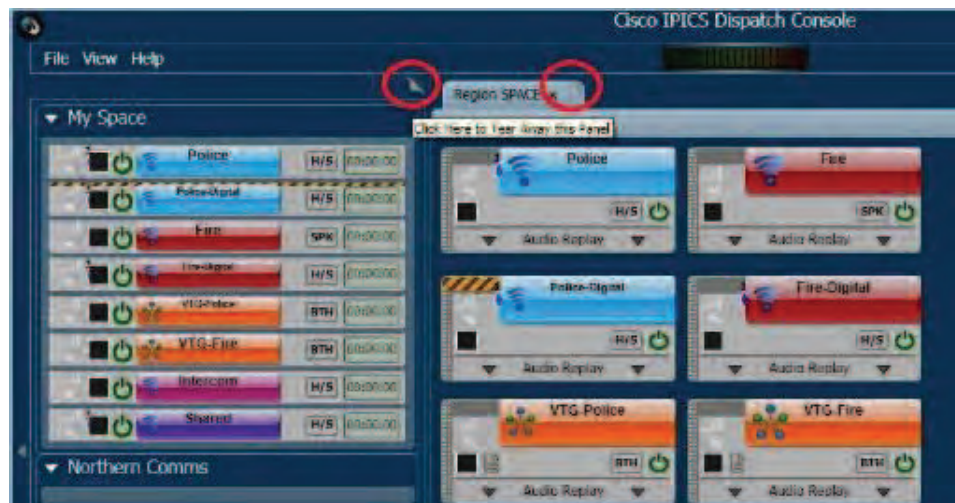 Cisco IPICS Dispatch Console
File View Help
Region SPACE x
Click Here to Tear Away this Panel
My Space
Police H/S 00:00:00
Police-Digital H/S 00:00:00
Fire SPK 00:00:00
Fire-Digital H/S 00:00:00
VTG-Police BTH 00:00:00
VTG-Fire BTH 00:00:00
Intercom H/S 00:00:00
Shared H/S 00:00:00
Northern Comms
Police
H/S
Audio Replay
Fire
SPK
Audio Replay
Police-Digital
H/S
Audio Replay
Fire-Digital
H/S
Audio Replay
VTG-Police
BTH
Audio Replay
VTG-Fire
BTH
Audio Replay